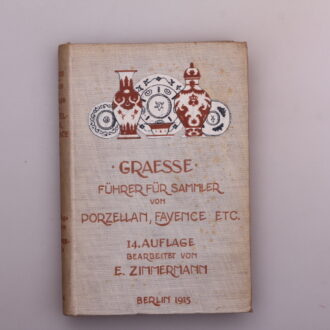 · GRAESSE ·
FÜHRER FÜR SAMMLER
VON
PORZELLAN, FAYENCE ETC.
14. AUFLAGE
BEARBEITET VON
E. ZIMMERMANN
BERLIN 1915